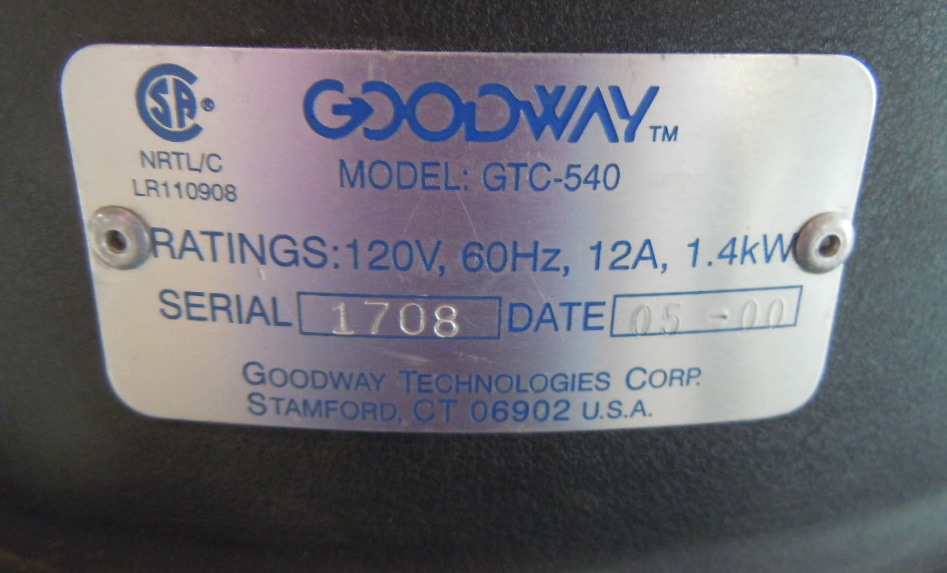 CSA®
GOODWAY™
NRTL/C
LR110908
MODEL: GTC-540
RATINGS: 120V, 60Hz, 12A, 1.4kW
SERIAL 1708 DATE 05-00
GOODWAY TECHNOLOGIES CORP.
STAMFORD, CT 06902 U.S.A.